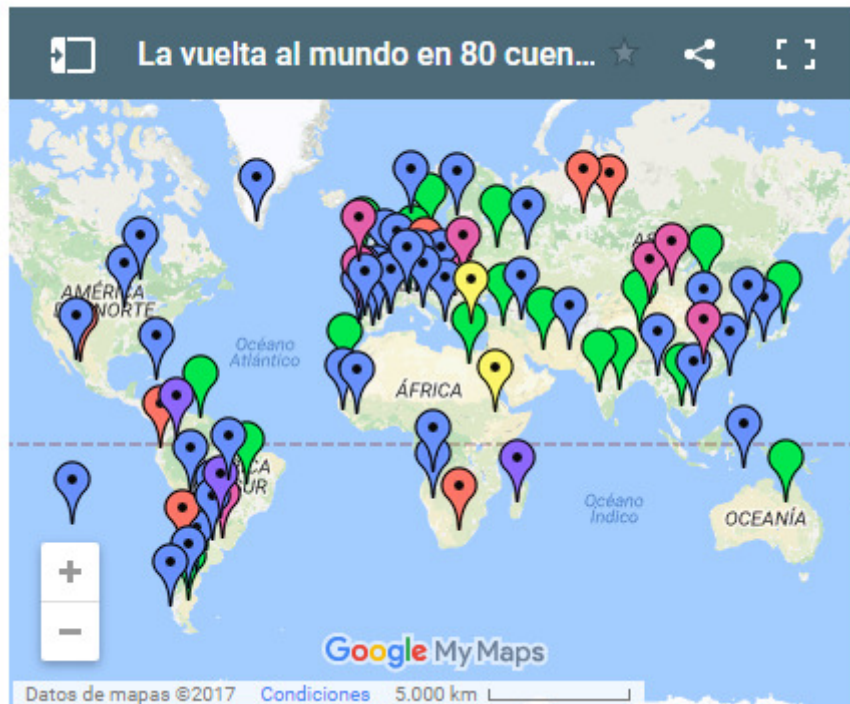 La vuelta al mundo en 80 cuen...
AMÉRICA
NORTE
Océano
Atlántico
ÁFRICA
Océano
Índico
OCEANÍA
SUR
+
−
Google My Maps
Datos de mapas ©2017 Condiciones 5.000 km